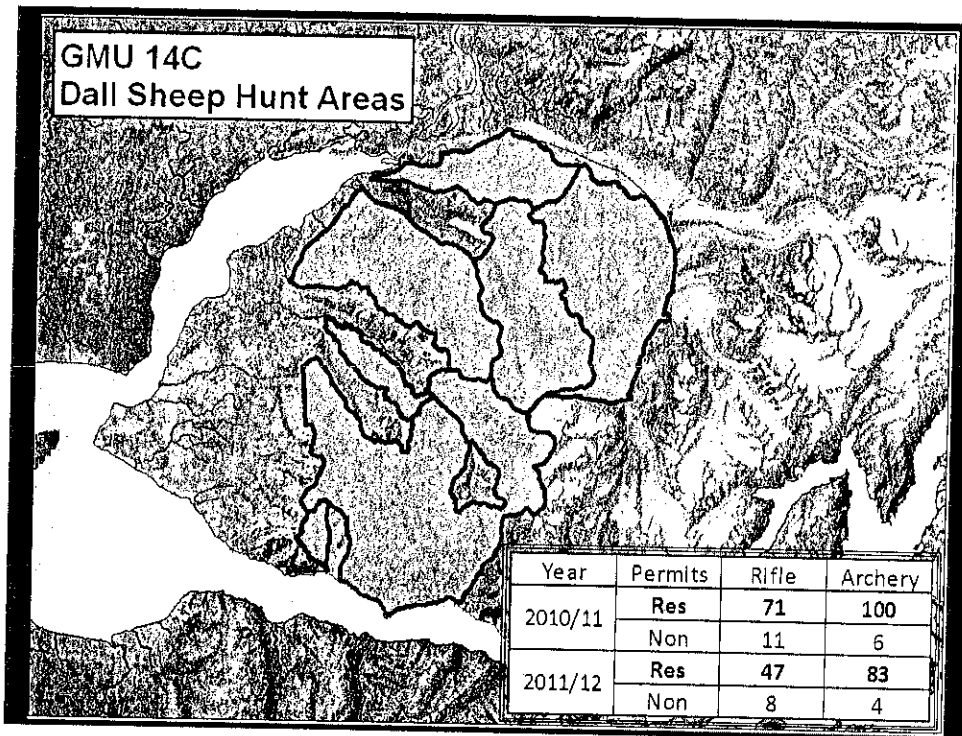 GMU 14C
Dall Sheep Hunt Areas
Year Permits Rifle Archery
2010/11 Res 71 100
Non 11 6
2011/12 Res 47 83
Non 8 4